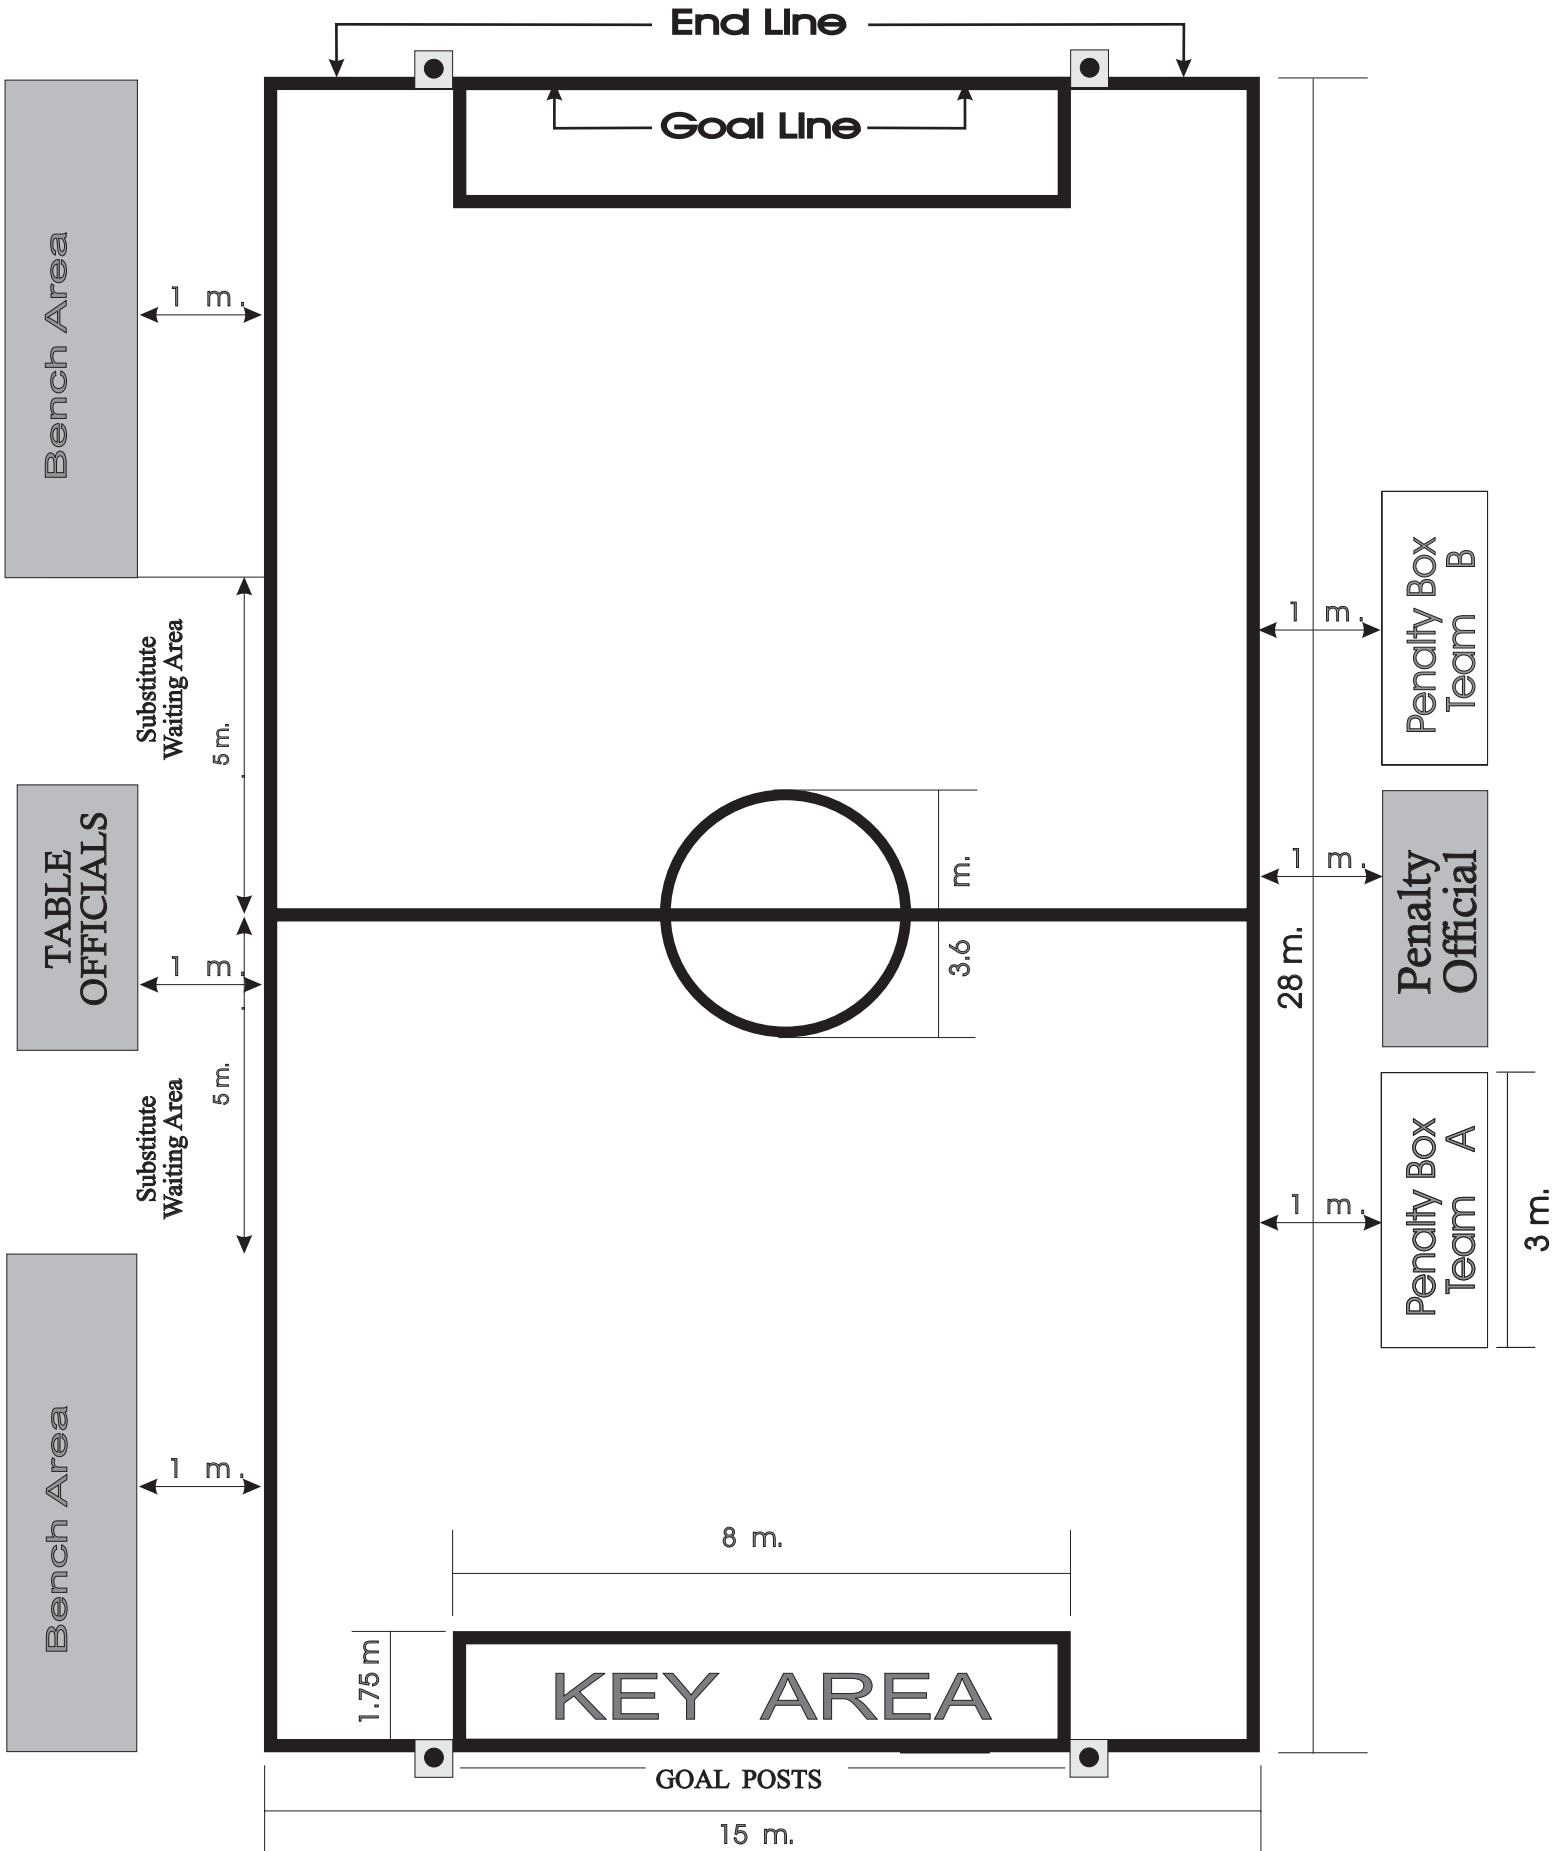 End Line
Goal Line
Bench Area
1 m.
Substitute
Waiting Area
5 m.
Penalty Box
Team B
1 m.
TABLE
OFFICIALS
1 m.
m.
3.6
1 m.
28 m.
Penalty
Official
Substitute
Waiting Area
5 m.
1 m.
Penalty Box
Team A
3 m.
Bench Area
1 m.
8 m.
1.75 m
KEY AREA
GOAL POSTS
15 m.